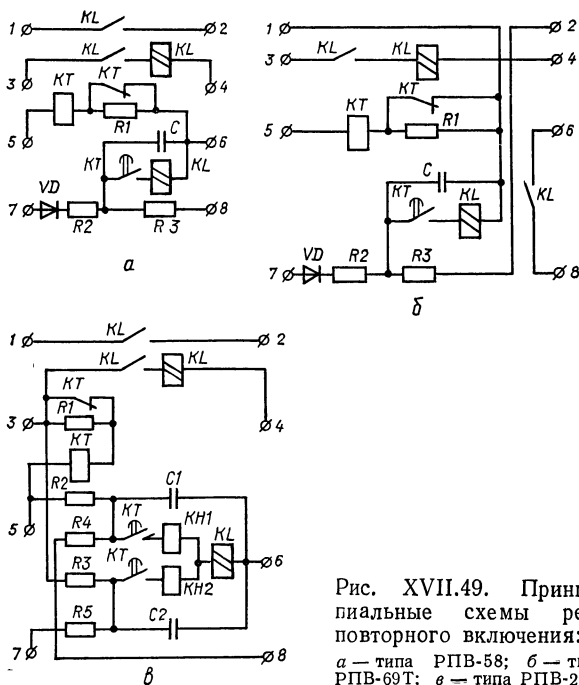 KL
1 2
KL KL
3 4
KT KT
R1
5 6
C
KT KL
VD
7 8
R2 R3
а
1 2
KL KL
3 4
KT
KT
5 6
R1
C
KT
KL KL
VD R2 R3
7 8
б
KL
1 2
KL KL
KT
R1
3 4
KT
R2 C1
5
KT KH1
R4 KL
KT 6
R3
KH2
R5 C2
7 8
в
Рис. XVII.49. Принци-
пиальные схемы ре
повторного включения:
а — типа РПВ-58; б — ти
РПВ-69Т; в — типа РПВ-2